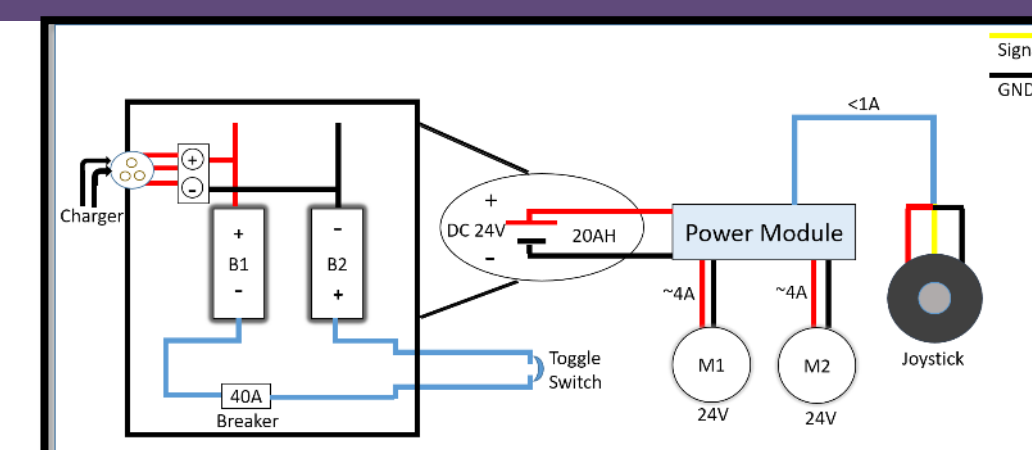 Sign
GND
<1A
+
-
Charger
+
B1
-
-
B2
+
+
DC 24V
-
20AH
Power Module
~4A
~4A
M1
24V
M2
24V
Joystick
Toggle
Switch
40A
Breaker